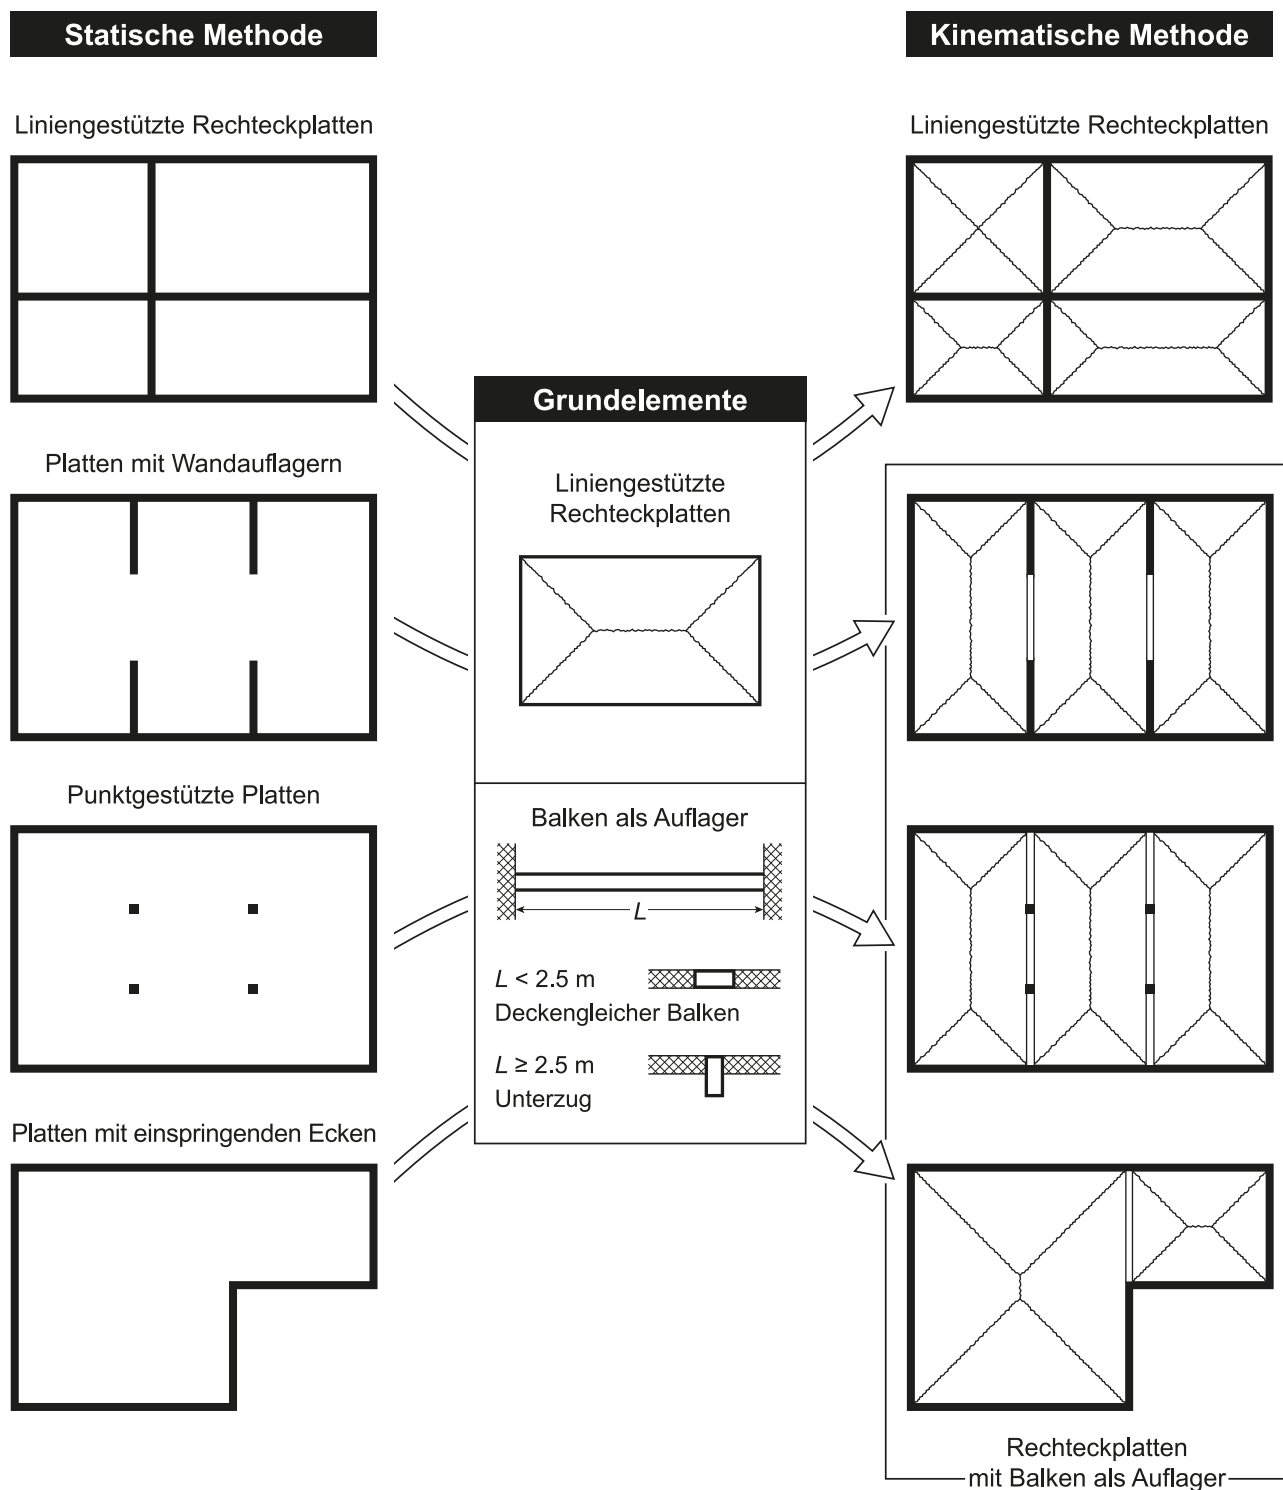 Statische Methode
Kinematische Methode
Liniengestützte Rechteckplatten
Liniengestützte Rechteckplatten
Grundelemente
Platten mit Wandauflagern
Liniengestützte
Rechteckplatten
Punktgestützte Platten
Balken als Auflager
L
L < 2.5 m
Deckengleicher Balken
L ≥ 2.5 m
Unterzug
Platten mit einspringenden Ecken
Rechteckplatten
mit Balken als Auflager